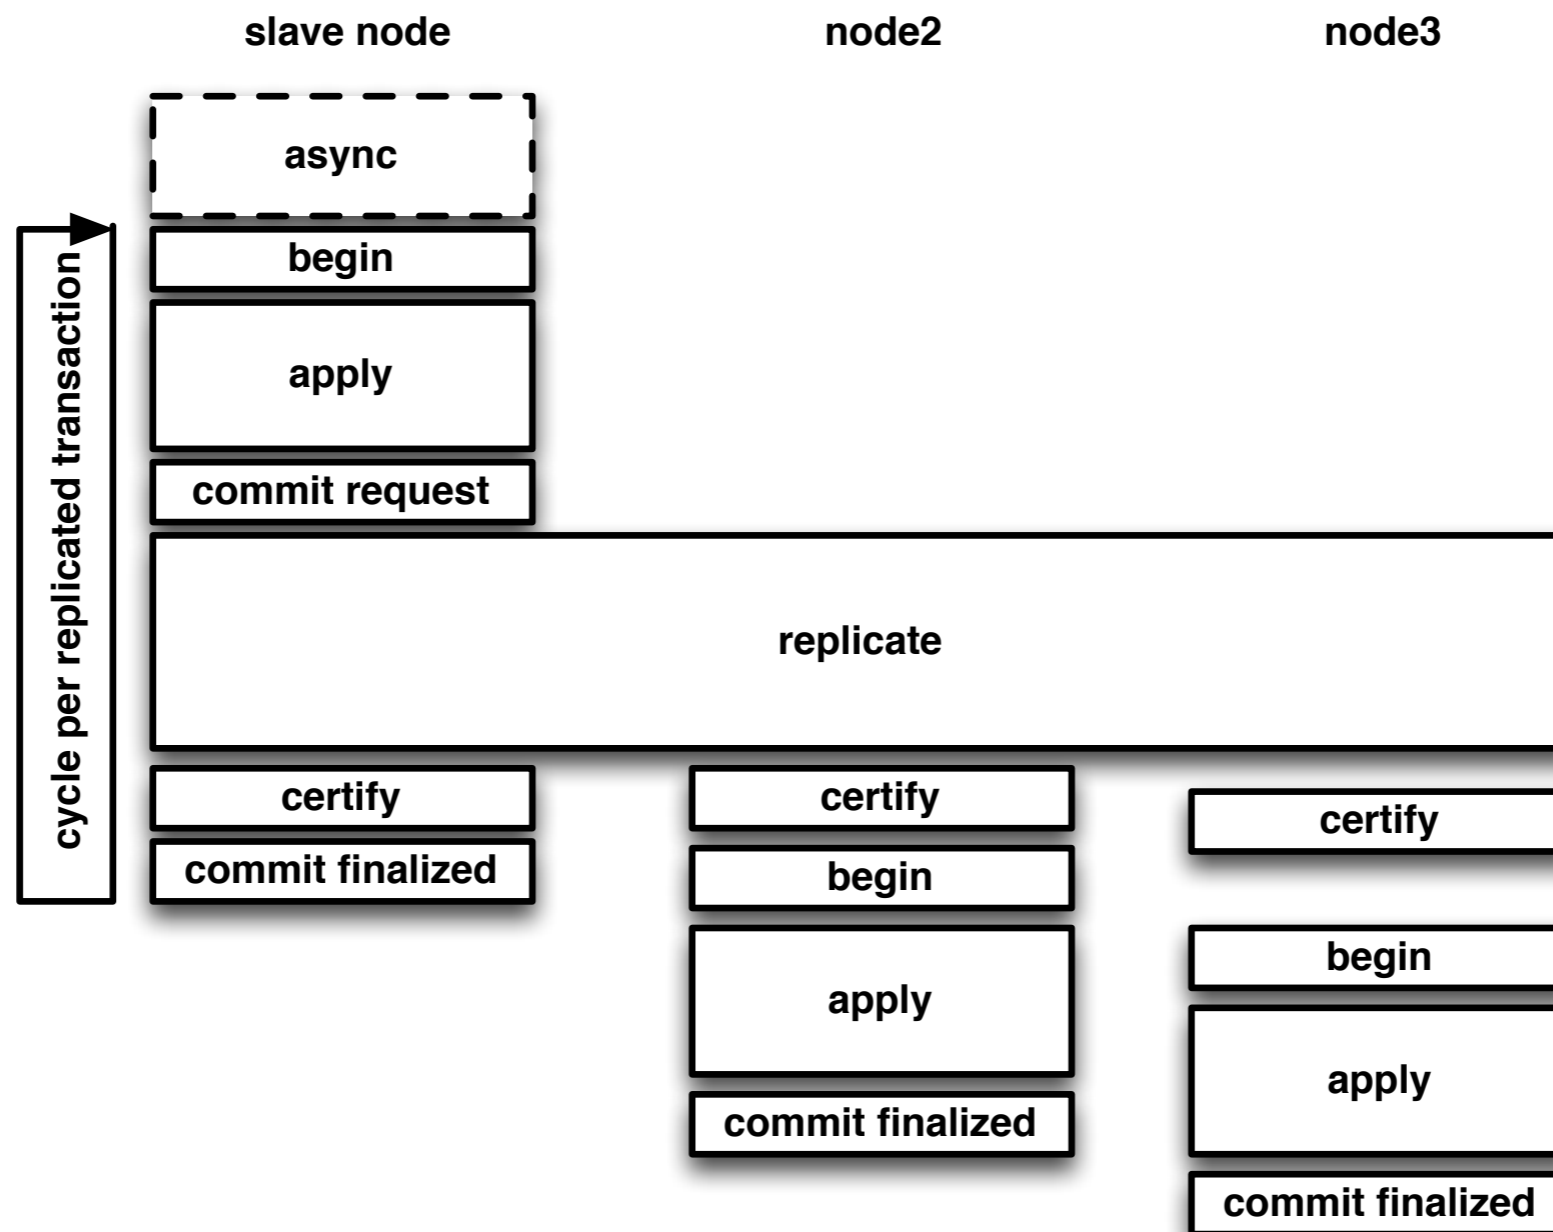 slave node
node2
node3
async
begin
apply
commit request
cycle per replicated transaction
replicate
certify
certify
certify
commit finalized
begin
begin
apply
apply
commit finalized
commit finalized